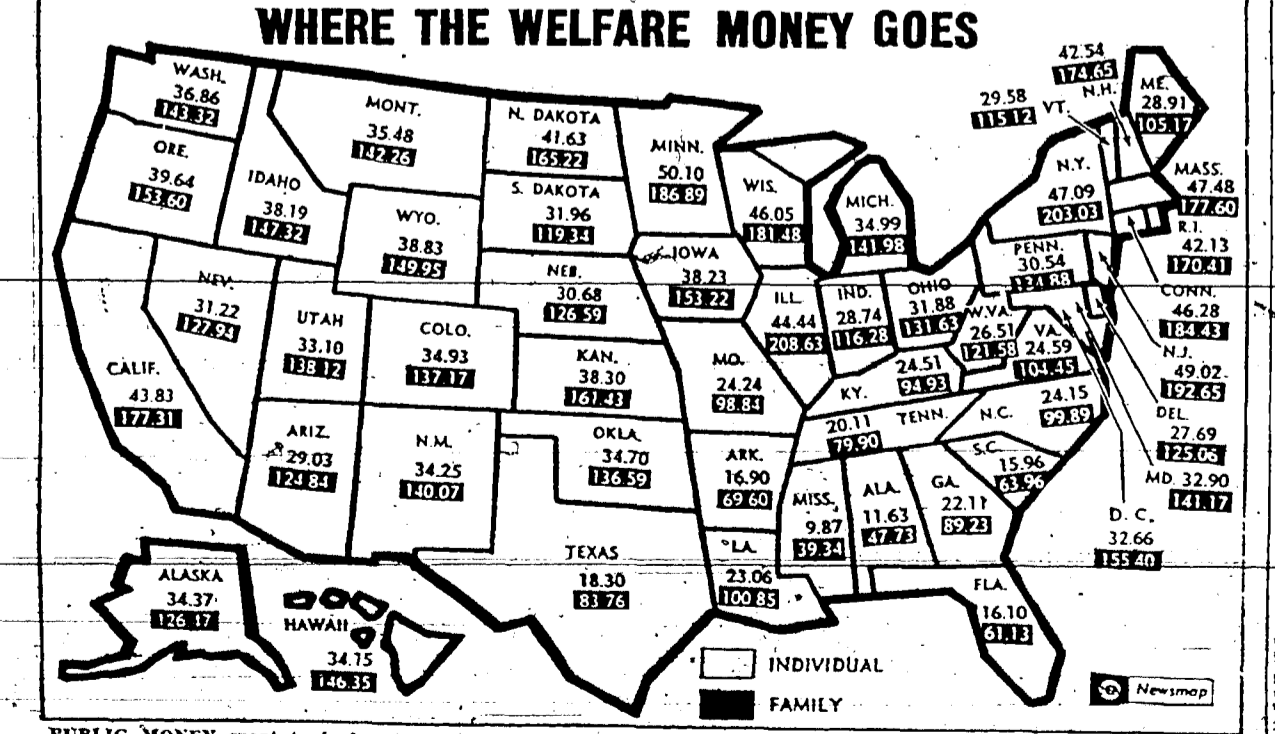 WHERE THE WELFARE MONEY GOES
WASH.
36.86
143.32
ORE.
39.64
153.60
IDAHO
38.19
147.32
MONT.
35.48
142.26
WYO.
38.83
149.95
N. DAKOTA
41.63
165.22
S. DAKOTA
31.96
119.34
NEB.
30.68
126.59
MINN.
50.10
186.89
IOWA
38.23
153.22
WIS.
46.05
181.48
MICH.
34.99
141.98
ILL.
44.44
208.63
IND.
28.74
116.28
OHIO
31.88
131.63
42.54
174.65
N.H.
29.58
115.12
VT.
ME.
28.91
105.17
N.Y.
47.09
203.03
MASS.
47.48
177.60
R.I.
42.13
170.41
CONN.
46.28
184.43
PENN.
30.54
N.J.
49.02
192.65
DEL.
27.69
125.06
MD. 32.90
141.17
D. C.
32.66
155.40
W.VA.
26.51
121.58
VA.
24.59
104.45
NEV.
31.22
127.94
UTAH
33.10
138.12
COLO.
34.93
137.17
KAN.
38.30
161.43
MO.
24.24
98.84
KY.
24.51
94.93
CALIF.
43.83
177.31
ARIZ.
29.03
124.84
N.M.
34.25
140.07
OKLA.
34.70
136.59
ARK.
16.90
69.60
TENN.
20.11
79.90
N.C.
24.15
99.89
S.C.
15.96
63.96
MISS.
9.87
39.34
ALA.
11.63
47.73
GA.
22.11
89.23
TEXAS
18.30
83.76
LA.
23.06
100.85
FLA.
16.10
61.13
ALASKA
34.37
HAWAII
34.15
146.35
INDIVIDUAL
FAMILY
Newsmap
PUBLIC MONEY